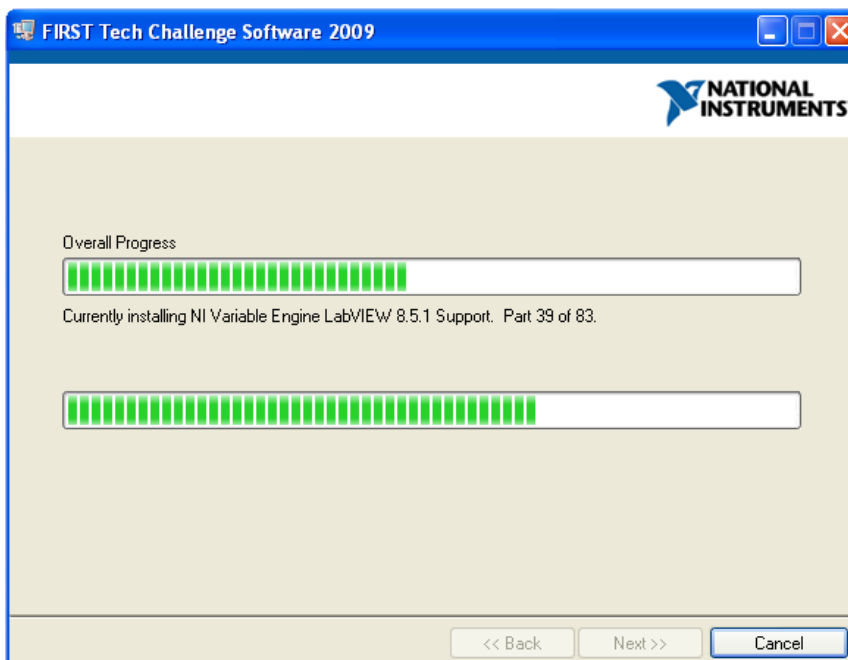 FIRST Tech Challenge Software 2009
NATIONAL
INSTRUMENTS
Overall Progress
Currently installing NI Variable Engine LabVIEW 8.5.1 Support. Part 39 of 83.
<< Back
Next >>
Cancel